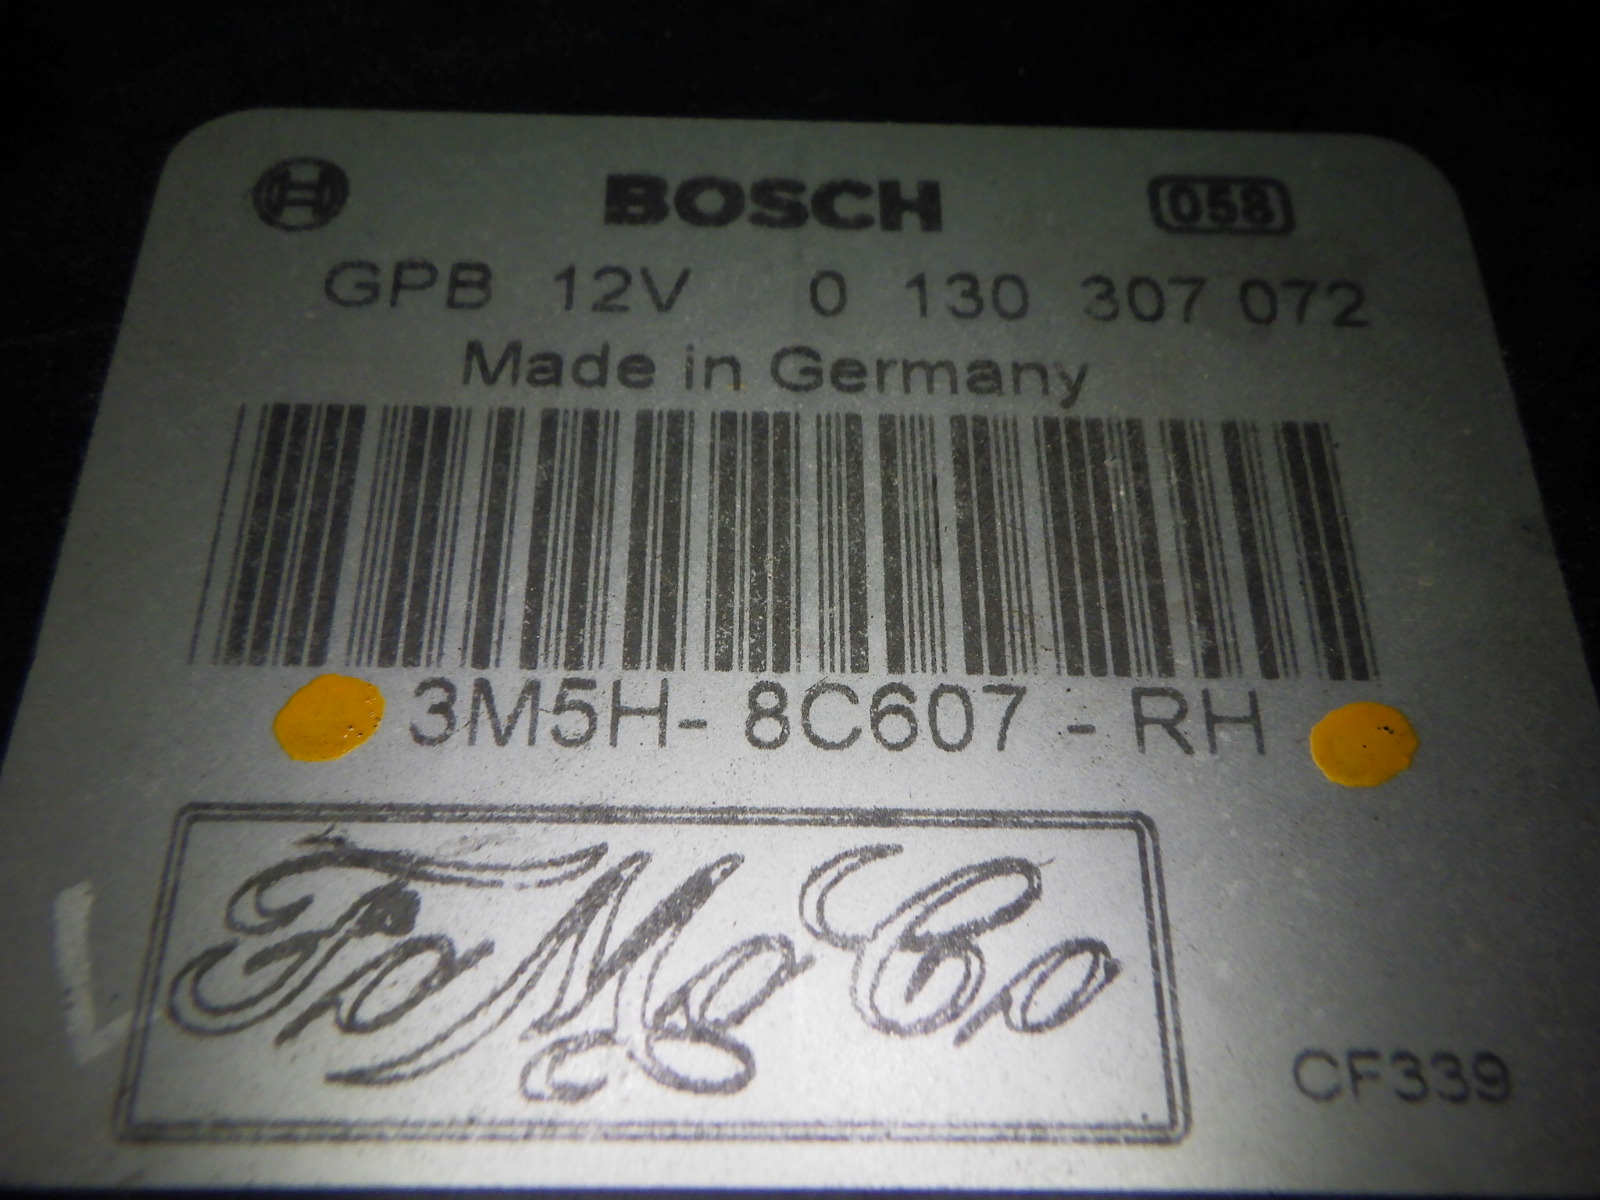 BOSCH 058
GPB 12V 0 130 307 072
Made in Germany
3M5H- 8C607 - RH
FoMoCo
CF339